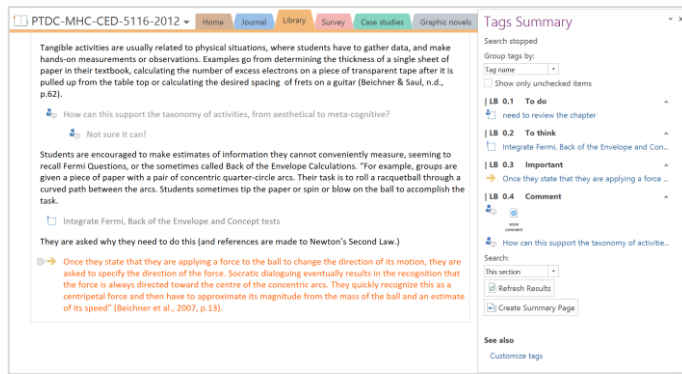 PTDC-MHC-CED-5116-2012
Home
Journal
Library
Survey
Case studies
Graphic novels
Tangible activities are usually related to physical situations, where students have to gather data, and make
hands-on measurements or observations. Examples go from determining the thickness of a single sheet of
paper in their textbook, calculating the number of excess electrons on a piece of transparent tape after it is
pulled up from the table top or calculating the desired spacing of frets on a guitar (Beichner & Saul, n.d.,
p.62).
How can this support the taxonomy of activities, from aesthetical to meta-cognitive?
Not sure it can!
Students are encouraged to make estimates of information they cannot conveniently measure, seeming to
recall Fermi Questions, or the sometimes called Back of the Envelope Calculations. "For example, groups are
given a piece of paper with a pair of concentric quarter-circle arcs. Their task is to roll a racquetball through a
curved path between the arcs. Students sometimes tip the paper or spin or blow on the ball to accomplish the
task.
Integrate Fermi, Back of the Envelope and Concept tests
They are asked why they need to do this (and references are made to Newton's Second Law.)
Once they state that they are applying a force to the ball to change the direction of its motion, they are
asked to specify the direction of the force. Socratic dialoguing eventually results in the recognition that
the force is always directed toward the centre of the concentric arcs. They quickly recognize this as a
centripetal force and then have to approximate its magnitude from the mass of the ball and an estimate
of its speed" (Beichner et al., 2007, p.13).
Tags Summary
Search stopped
Group tags by:
Tag name
Show only unchecked items
| LB 0.1 To do
need to review the chapter
| LB 0.2 To think
Integrate Fermi, Back of the Envelope and Con...
| LB 0.3 Important
Once they state that they are applying a force ...
| LB 0.4 Comment
voice
comment
How can this support the taxonomy of activitie...
Search:
This section
Refresh Results
Create Summary Page
See also
Customize tags